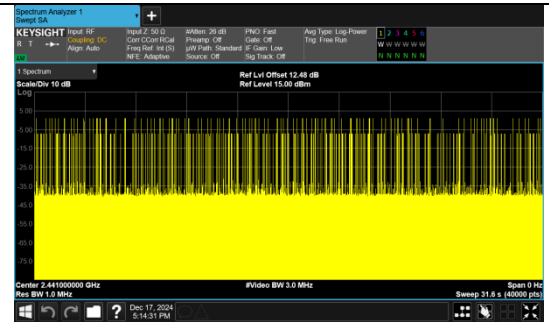 Spectrum Analyzer 1
Swept SA
+
KEYSIGHT Input: RF Input Z: 50 Ω #Atten: 26 dB PNO: Fast Avg Type: Log-Power 1 2 3 4 5 6
R T Coupling: DC Corr CCorr RCal Preamp: Off Gate: Off Trig: Free Run
Align: Auto Freq Ref: Int (S) µW Path: Standard IF Gain: Low W W W W W W
NFE: Adaptive Source: Off Sig Track: Off N N N N N N
1 Spectrum
Ref Lvl Offset 12.48 dB
Scale/Div 10 dB Ref Level 15.00 dBm
Log
5.00
-5.00
-15.0
-25.0
-35.0
-45.0
-55.0
-65.0
-75.0
Center 2.441000000 GHz #Video BW 3.0 MHz Span 0 Hz
Res BW 1.0 MHz Sweep 31.6 s (40000 pts)
?
Dec 17, 2024
5:14:31 PM